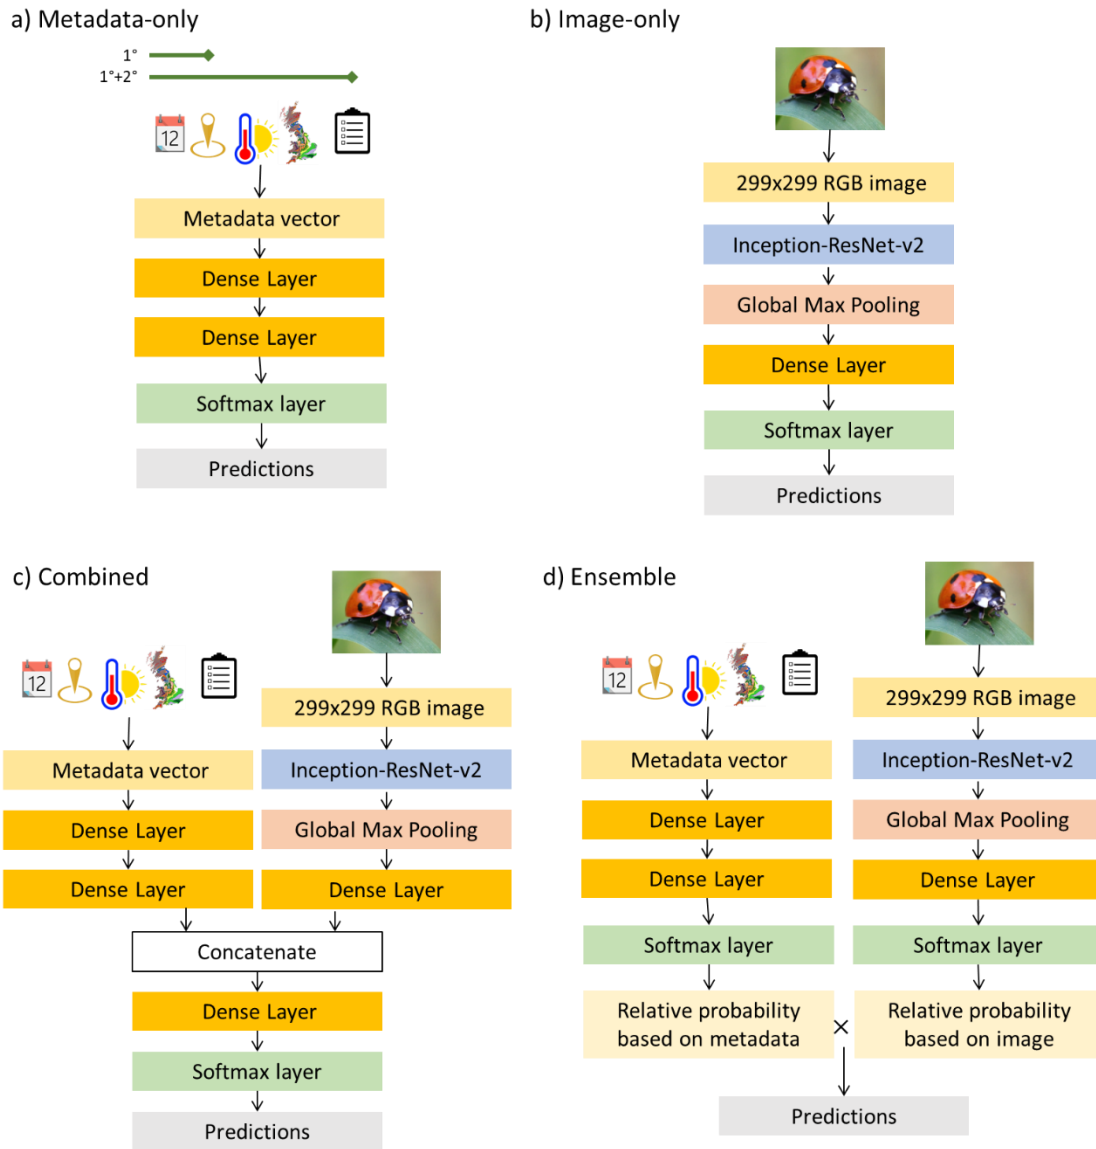 a) Metadata-only
1°
1°+2°
12
Metadata vector
Dense Layer
Dense Layer
Softmax layer
Predictions
b) Image-only
299x299 RGB image
Inception-ResNet-v2
Global Max Pooling
Dense Layer
Softmax layer
Predictions
c) Combined
12
Metadata vector
Dense Layer
Dense Layer
299x299 RGB image
Inception-ResNet-v2
Global Max Pooling
Dense Layer
Concatenate
Dense Layer
Softmax layer
Predictions
d) Ensemble
12
Metadata vector
Dense Layer
Dense Layer
Softmax layer
Relative probability
based on metadata
×
299x299 RGB image
Inception-ResNet-v2
Global Max Pooling
Dense Layer
Softmax layer
Relative probability
based on image
Predictions